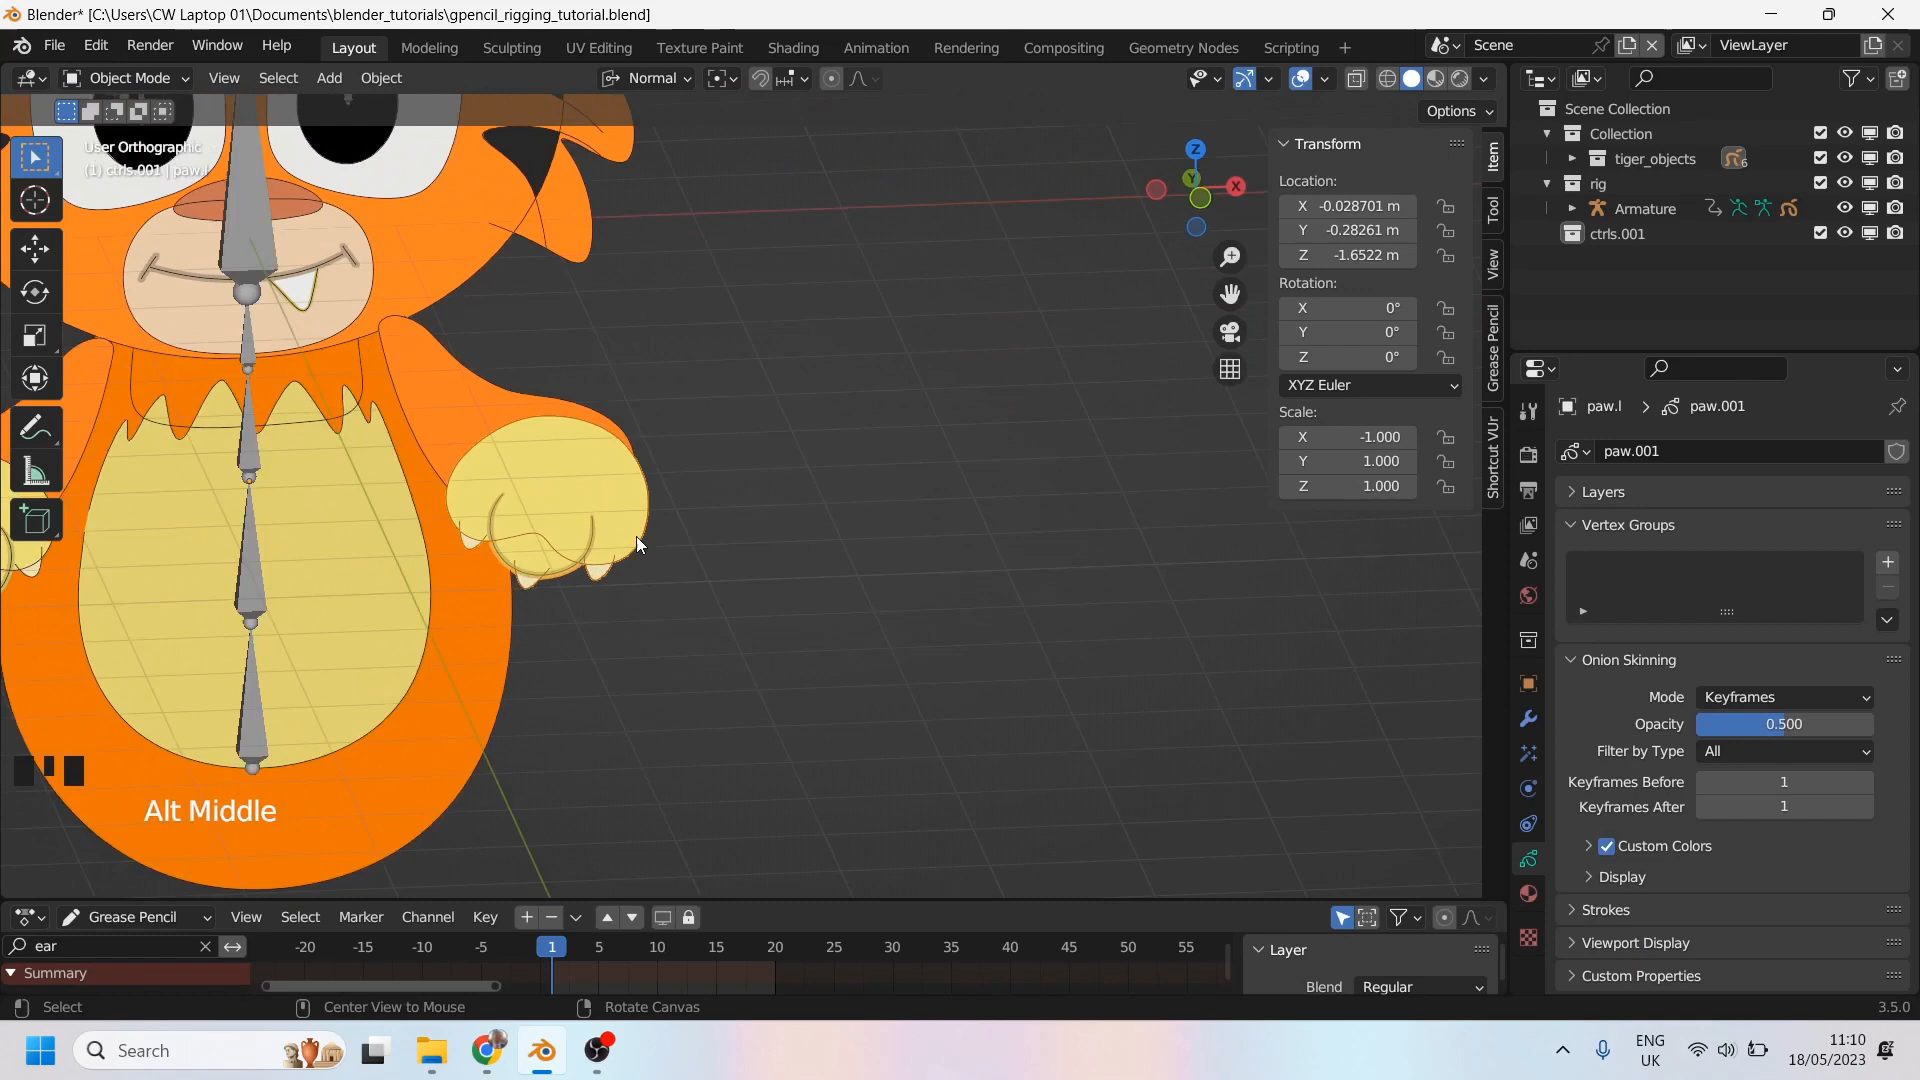 Blender* [C:\Users\CW Laptop 01\Documents\blender_tutorials\gpencil_rigging_tutorial.blend]
File Edit Render Window Help Layout Modeling Sculpting UV Editing Texture Paint Shading Animation Rendering Compositing Geometry Nodes Scripting + Scene ViewLayer
Object Mode View Select Add Object Normal
Options
User Orthographic
(1) ctrls.001 | paw.l
Z
Y
X
Transform
Location:
X -0.028701 m
Y -0.28261 m
Z -1.6522 m
Rotation:
X 0°
Y 0°
Z 0°
XYZ Euler
Scale:
X -1.000
Y 1.000
Z 1.000
Item
Tool
View
Grease Pencil
Shortcut VUr
Scene Collection
Collection
tiger_objects 6
rig
Armature
ctrls.001
paw.l > paw.001
paw.001
Layers
Vertex Groups
Onion Skinning
Mode Keyframes
Opacity 0.500
Filter by Type All
Keyframes Before 1
Keyframes After 1
Custom Colors
Display
Strokes
Viewport Display
Custom Properties
Alt Middle
Grease Pencil View Select Marker Channel Key
ear -20 -15 -10 -5 1 5 10 15 20 25 30 35 40 45 50 55
Summary
Layer
Blend Regular
Select Center View to Mouse Rotate Canvas 3.5.0
Search
ENG
UK
11:10
18/05/2023